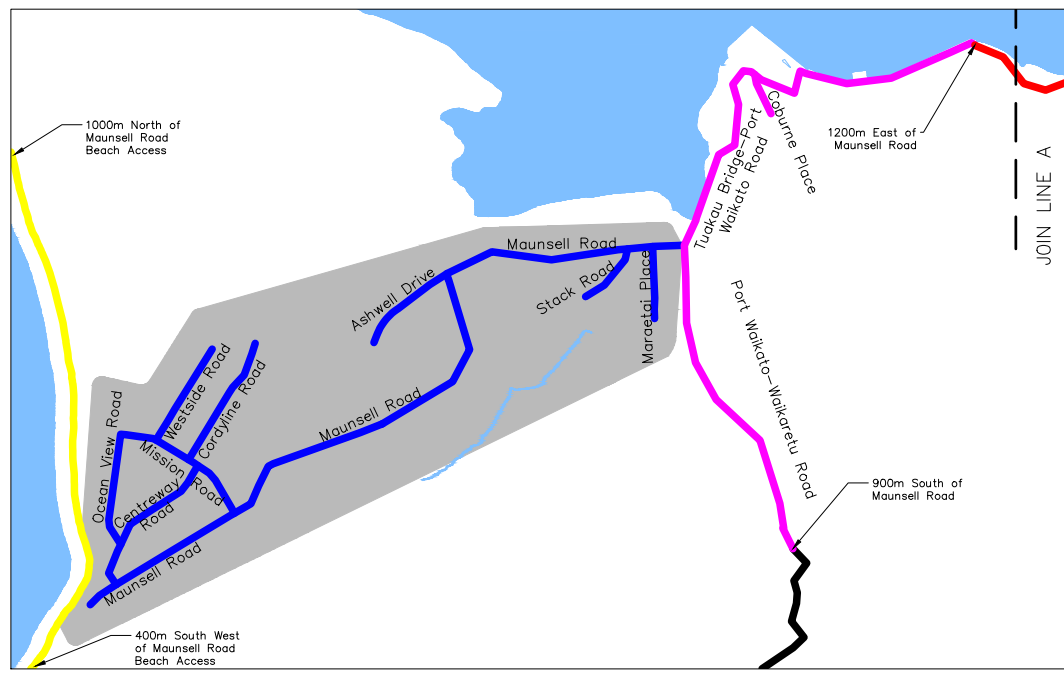 1000m North of
Maunsell Road
Beach Access
Coburne Place
Tuakau Bridge–Port
Waikato Road
1200m East of
Maunsell Road
JOIN LINE A
Maunsell Road
Ashwell Drive
Stack Road
Maraetai Place
Port Waikato–Waikaretu Road
Westside Road
Cordyline Road
Ocean View Road
Mission Road
Centreway
Road
Maunsell Road
Maunsell Road
900m South of
Maunsell Road
400m South West
of Maunsell Road
Beach Access